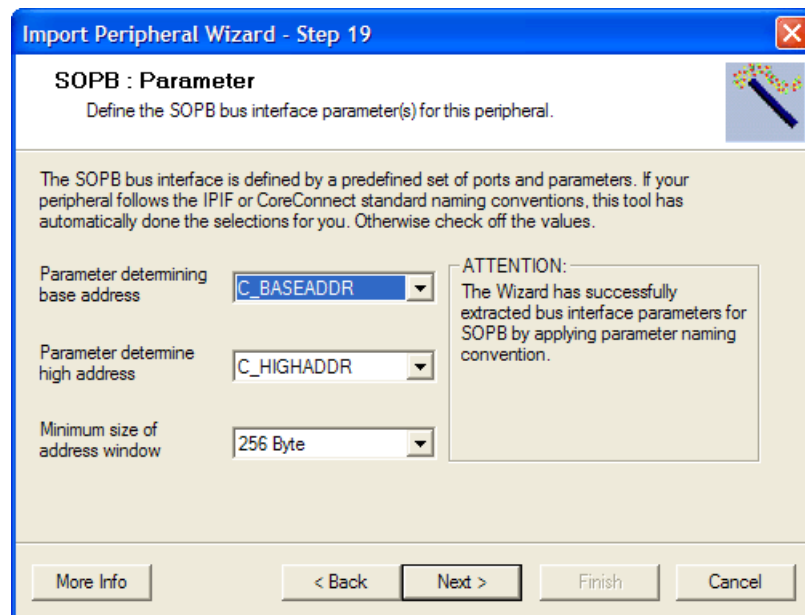 Import Peripheral Wizard - Step 19
SOPB : Parameter
Define the SOPB bus interface parameter(s) for this peripheral.
The SOPB bus interface is defined by a predefined set of ports and parameters. If your
peripheral follows the IPIF or CoreConnect standard naming conventions, this tool has
automatically done the selections for you. Otherwise check off the values.
Parameter determining
base address
C_BASEADDR
Parameter determine
high address
C_HIGHADDR
Minimum size of
address window
256 Byte
ATTENTION:
The Wizard has successfully
extracted bus interface parameters for
SOPB by applying parameter naming
convention.
More Info
< Back
Next >
Finish
Cancel